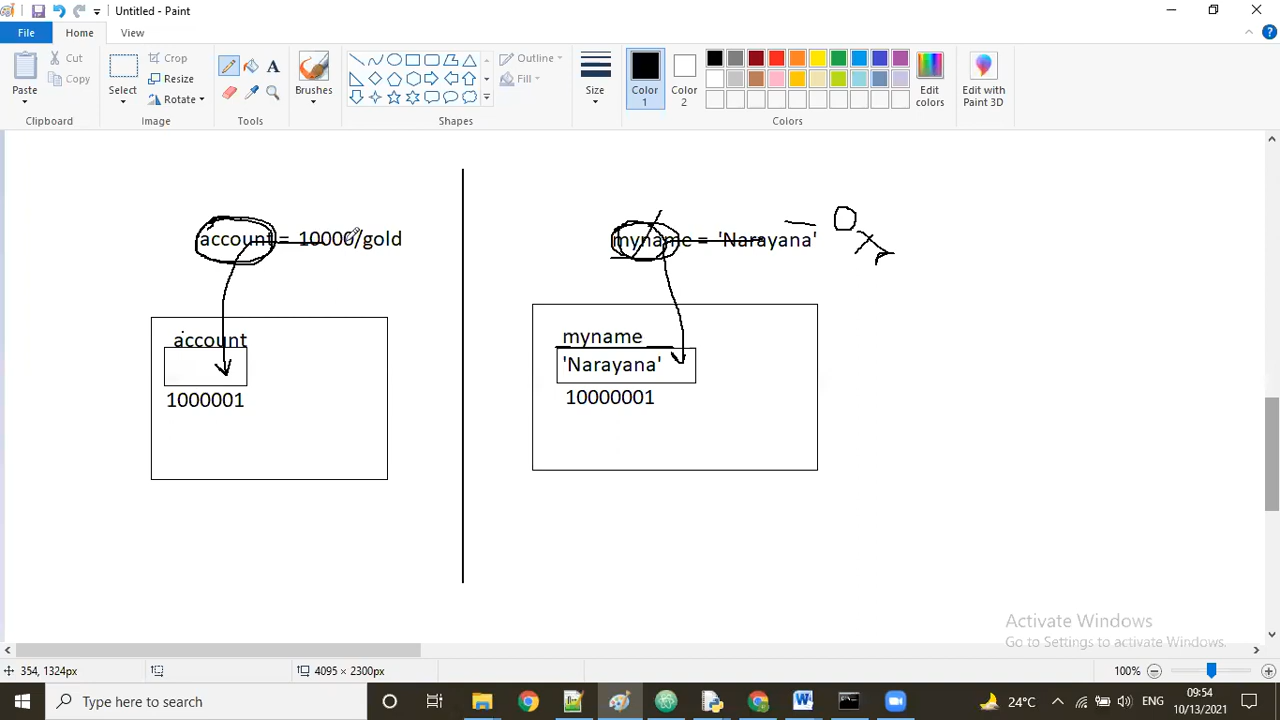 Untitled - Paint
File
Home
View
Paste
Cut
Copy
Clipboard
Select
Crop
Resize
Rotate
Image
Tools
Brushes
Shapes
Outline
Fill
Size
Color 1
Color 2
Edit colors
Colors
Edit with Paint 3D
account = 10000/gold
myname = 'Narayana'
account
1000001
myname
'Narayana'
10000001
Activate Windows
Go to Settings to activate Windows.
354, 1324px
4095 × 2300px
100%
Type here to search
24°C
ENG
09:54
10/13/2021